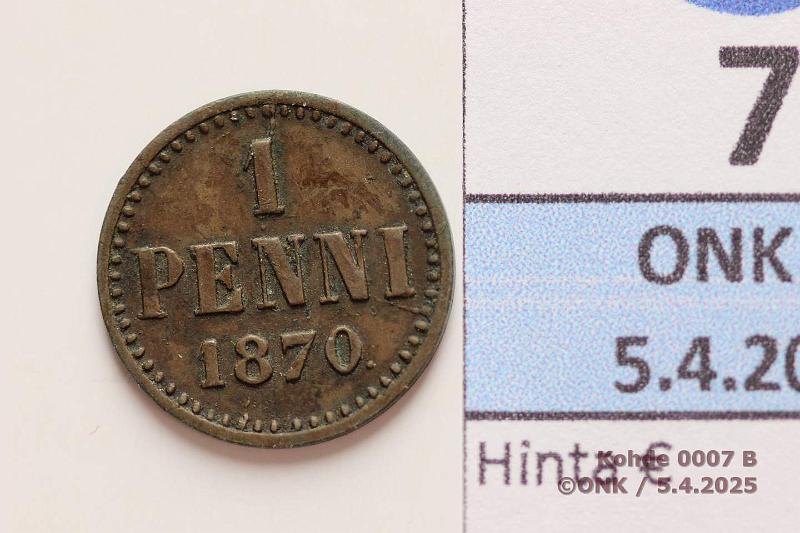 1
PENNI
1870.
7
ONK
5.4.20
Hinta €
Kohde 0007 B
©ONK / 5.4.2025